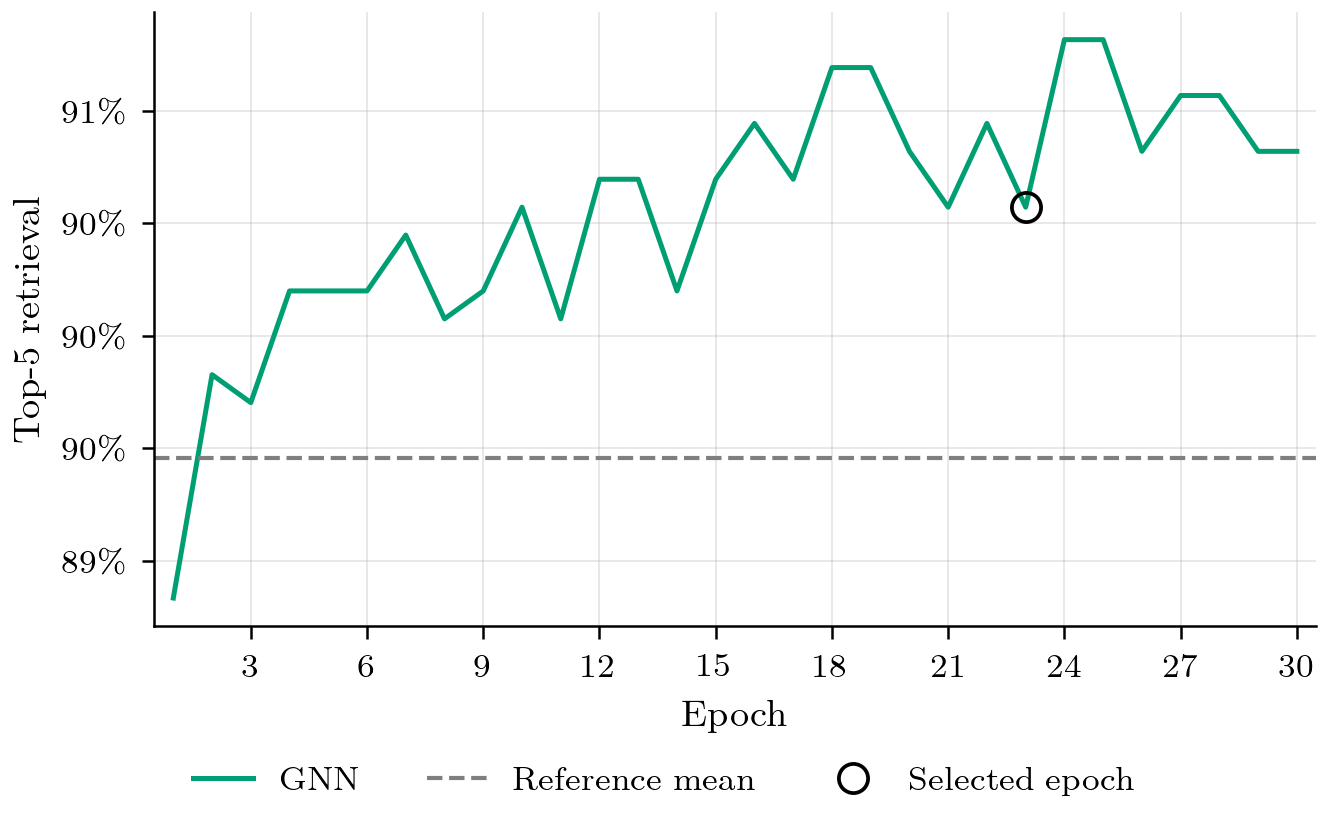 Top-5 retrieval
91%
90%
90%
90%
89%
3 6 9 12 15 18 21 24 27 30
Epoch
GNN Reference mean Selected epoch